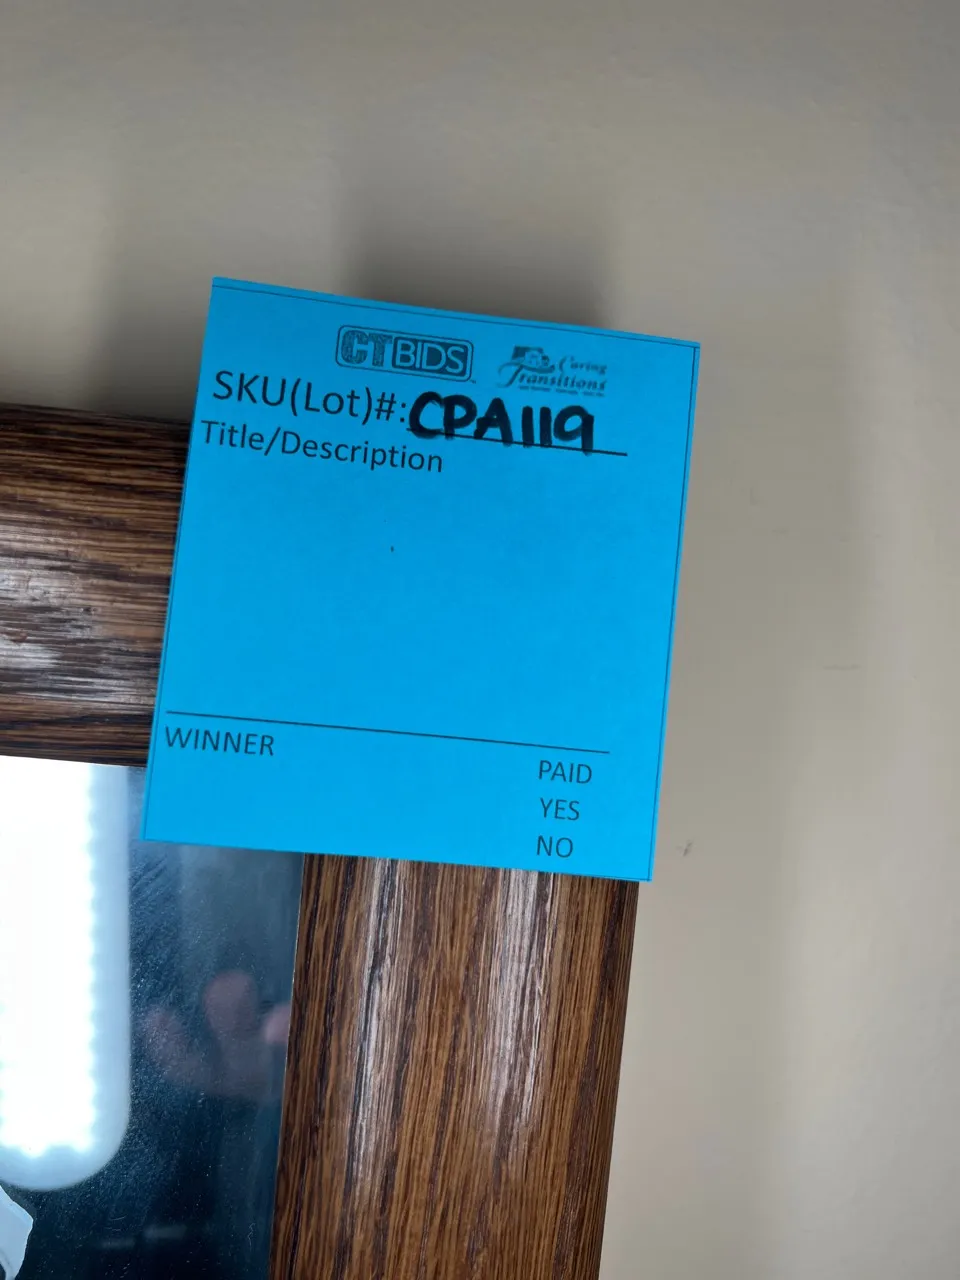 CTBIDS
Caring
Transitions
SKU(Lot)#: CPA119
Title/Description
WINNER
PAID
YES
NO